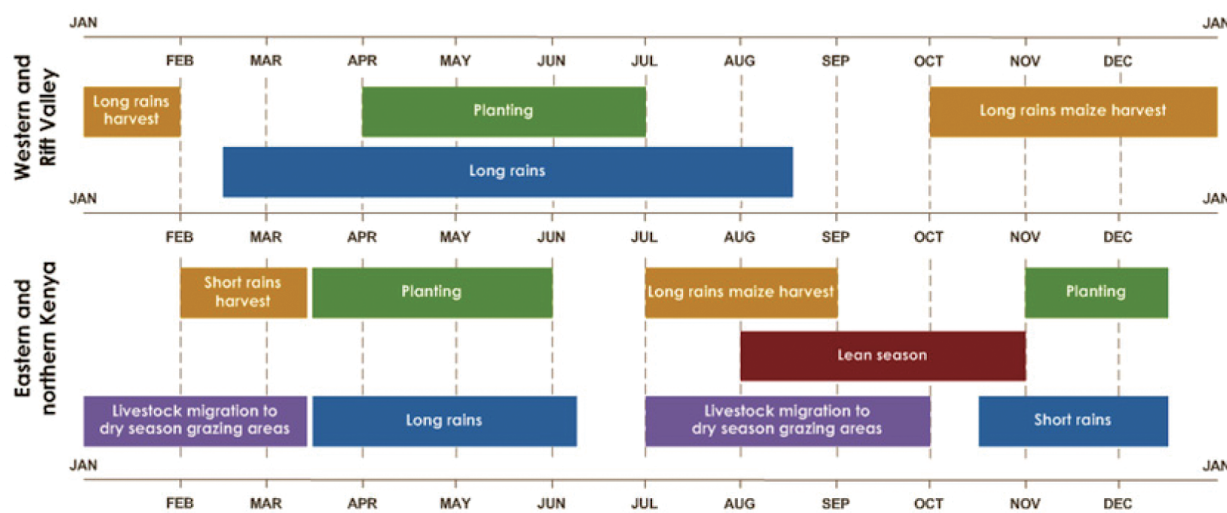 JAN JAN
FEB MAR APR MAY JUN JUL AUG SEP OCT NOV DEC
Western and
Rift Valley
Long rains
harvest
Planting
Long rains maize harvest
Long rains
JAN JAN
FEB MAR APR MAY JUN JUL AUG SEP OCT NOV DEC
Eastern and
northern Kenya
Short rains
harvest
Planting
Long rains maize harvest
Planting
Lean season
Livestock migration to
dry season grazing areas
Long rains
Livestock migration to
dry season grazing areas
Short rains
JAN JAN
FEB MAR APR MAY JUN JUL AUG SEP OCT NOV DEC